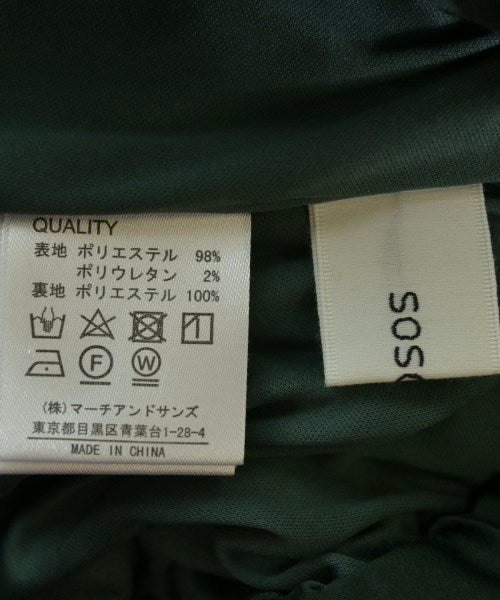 QUALITY
表地 ポリエステル 98%
ポリウレタン 2%
裏地 ポリエステル 100%
F W
(株) マーチアンドサンズ
東京都目黒区青葉台1-28-4
MADE IN CHINA